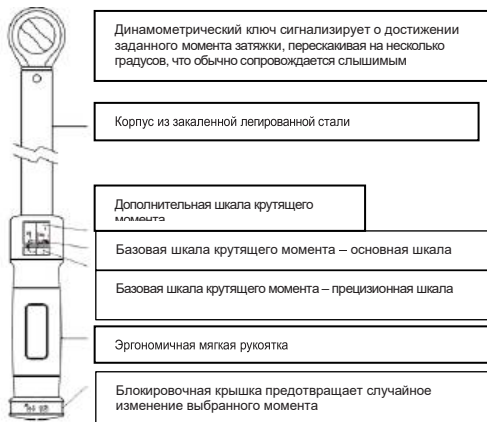 Динамометрический ключ сигнализирует о достижении
заданного момента затяжки, перескакивая на несколько
градусов, что обычно сопровождается слышимым
Корпус из закаленной легированной стали
Дополнительная шкала крутящего
момента
Базовая шкала крутящего момента – основная шкала
Базовая шкала крутящего момента – прецизионная шкала
Эргономичная мягкая рукоятка
Блокировочная крышка предотвращает случайное
изменение выбранного момента